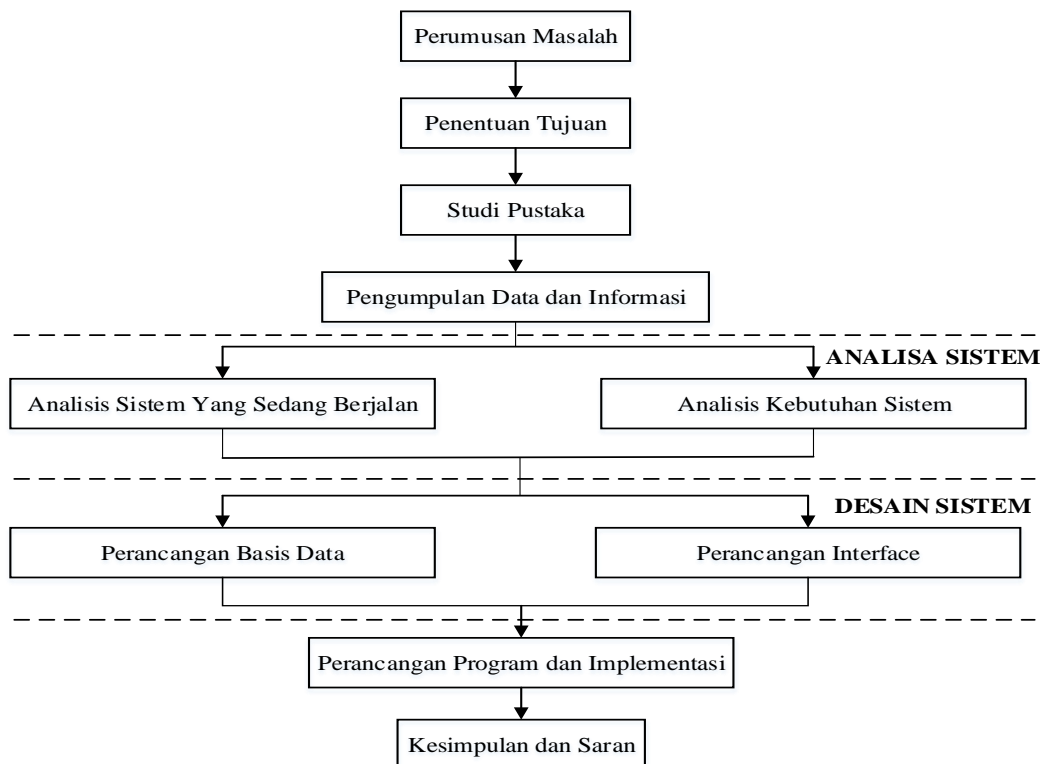 Perumusan Masalah
Penentuan Tujuan
Studi Pustaka
Pengumpulan Data dan Informasi
ANALISA SISTEM
Analisis Sistem Yang Sedang Berjalan
Analisis Kebutuhan Sistem
DESAIN SISTEM
Perancangan Basis Data
Perancangan Interface
Perancangan Program dan Implementasi
Kesimpulan dan Saran